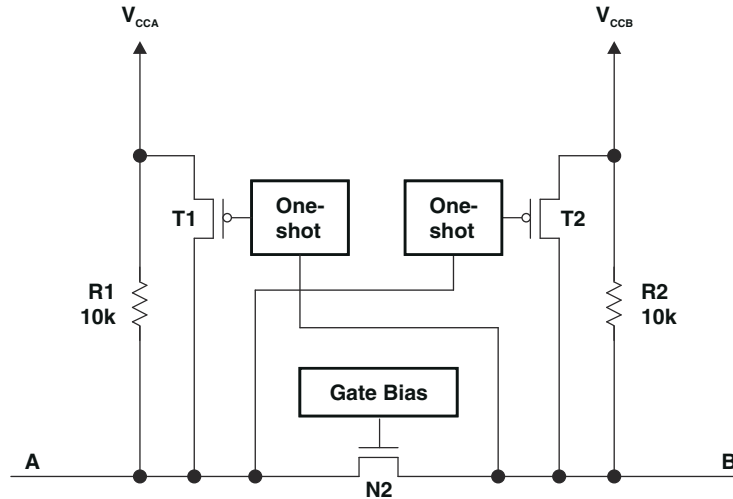 VCCA
VCCB
T1
One-
shot
One-
shot
T2
R1
10k
R2
10k
Gate Bias
A
B
N2